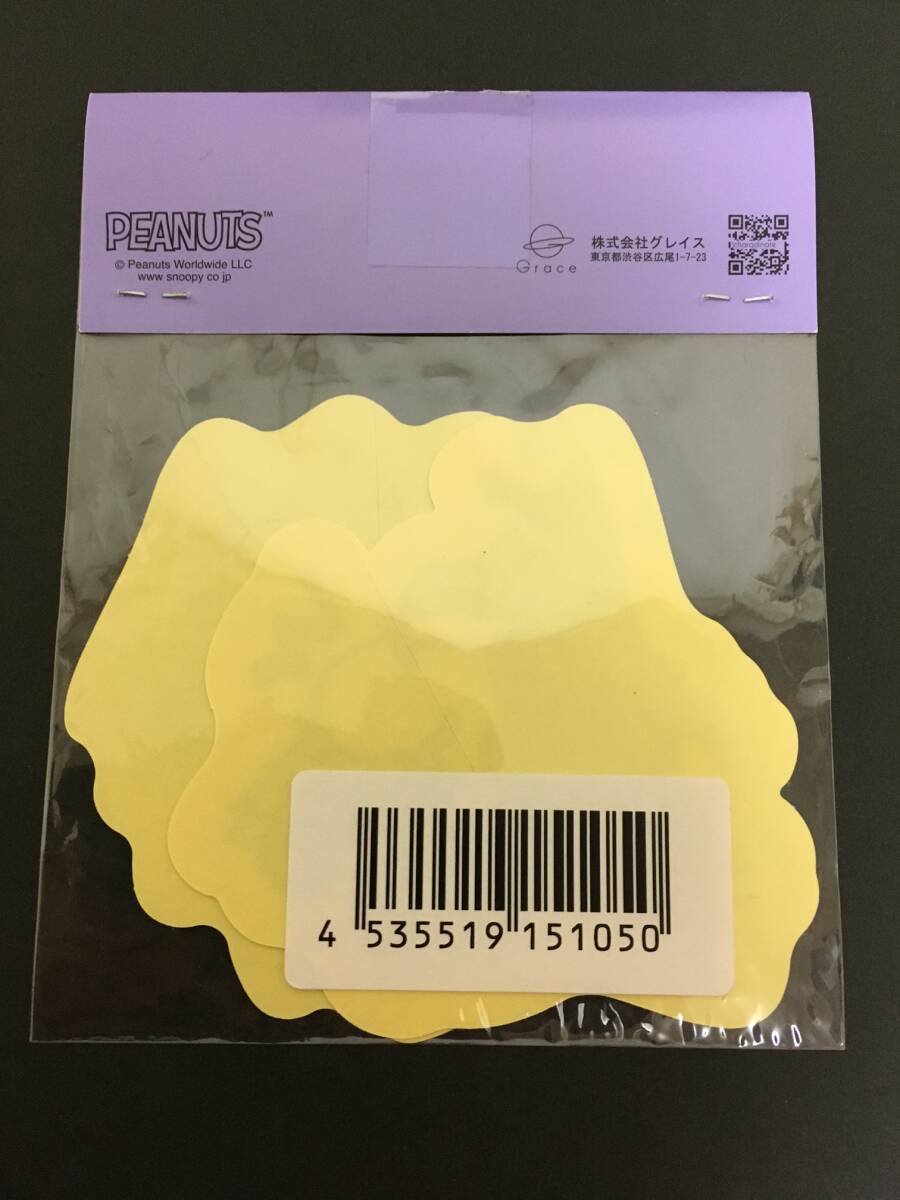 PEANUTS™
© Peanuts Worldwide LLC
www snoopy co jp
Grace
株式会社グレイス
東京都渋谷区広尾1-7-23
4 535519 151050